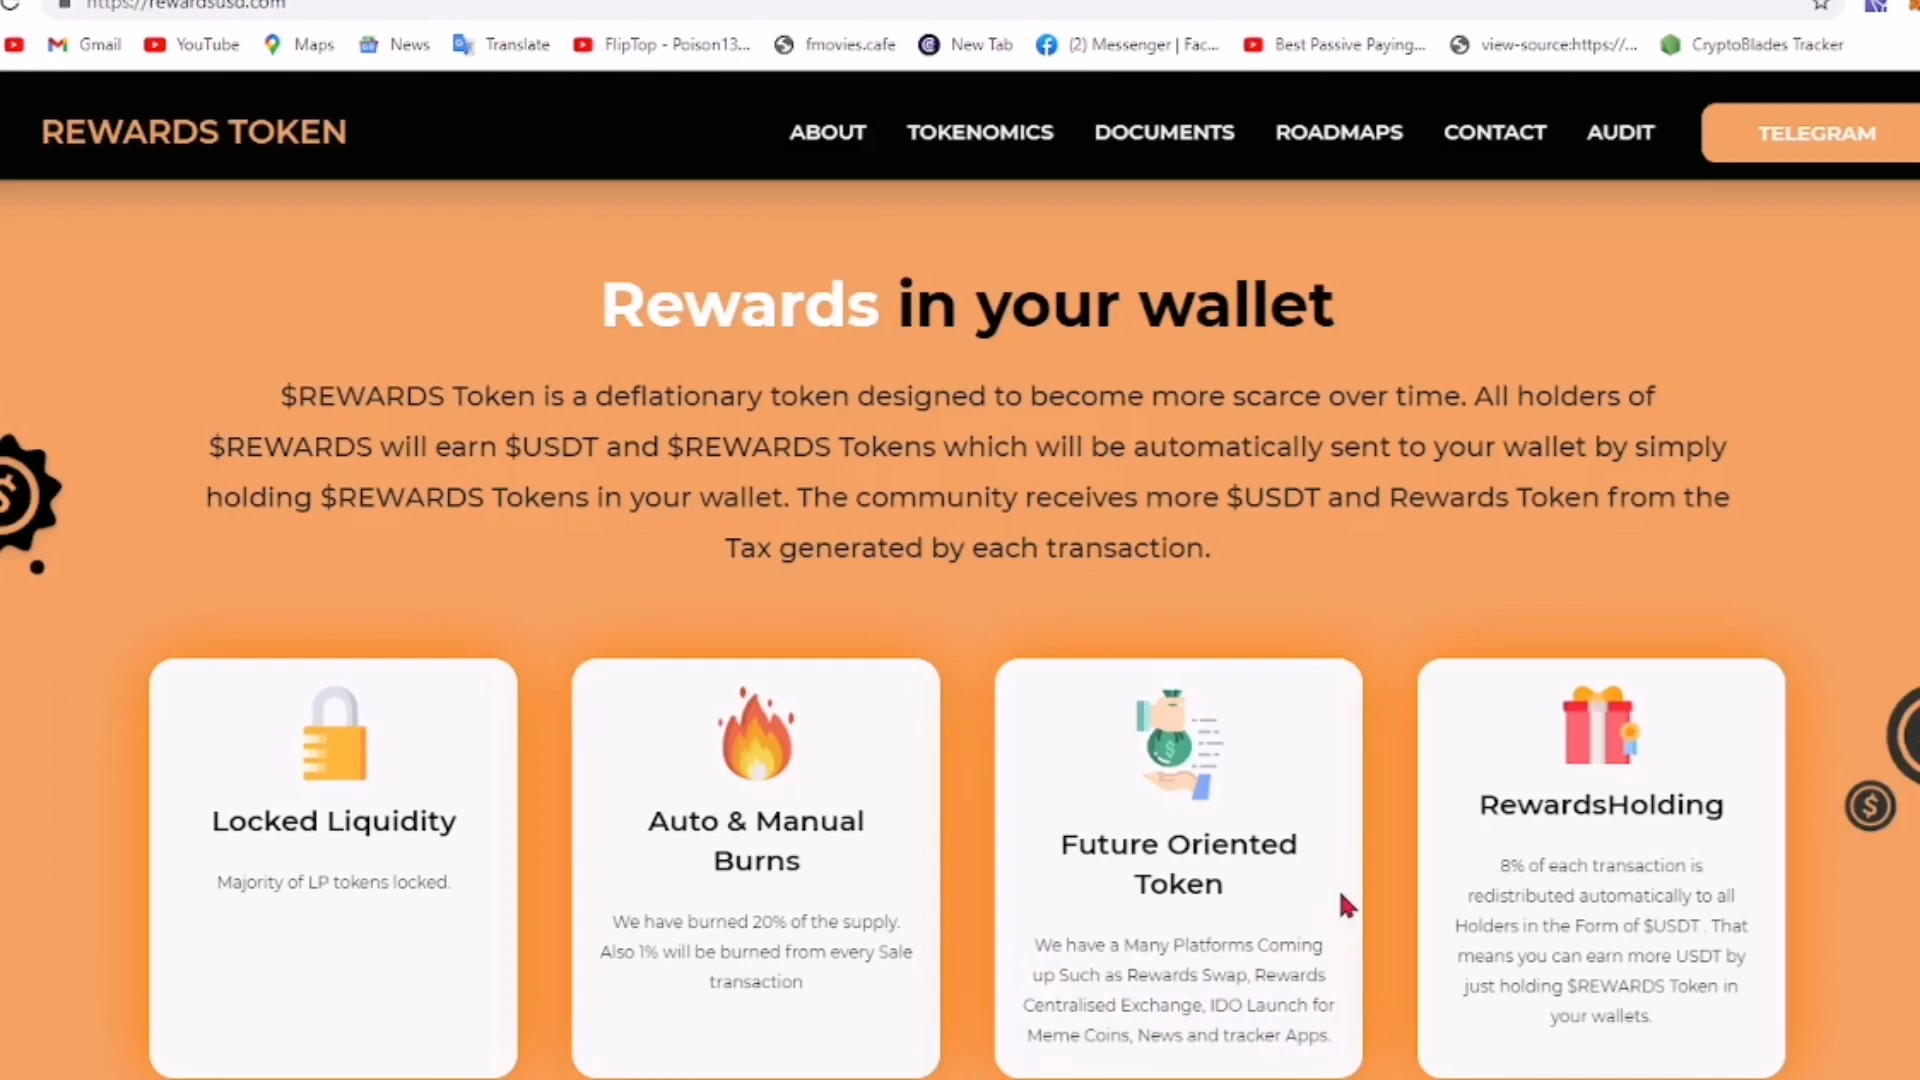 https://rewardsusd.com
Gmail YouTube Maps News Translate FlipTop - Poison13... fmovies.cafe New Tab (2) Messenger | Fac... Best Passive Paying... view-source:https://... CryptoBlades Tracker
REWARDS TOKEN
ABOUT TOKENOMICS DOCUMENTS ROADMAPS CONTACT AUDIT TELEGRAM
Rewards in your wallet
$REWARDS Token is a deflationary token designed to become more scarce over time. All holders of
$REWARDS will earn $USDT and $REWARDS Tokens which will be automatically sent to your wallet by simply
holding $REWARDS Tokens in your wallet. The community receives more $USDT and Rewards Token from the
Tax generated by each transaction.
Locked Liquidity
Majority of LP tokens locked.
Auto & Manual
Burns
We have burned 20% of the supply.
Also 1% will be burned from every Sale
transaction
Future Oriented
Token
We have a Many Platforms Coming
up Such as Rewards Swap, Rewards
Centralised Exchange, IDO Launch for
Meme Coins, News and tracker Apps.
RewardsHolding
8% of each transaction is
redistributed automatically to all
Holders in the Form of $USDT . That
means you can earn more USDT by
just holding $REWARDS Token in
your wallets.